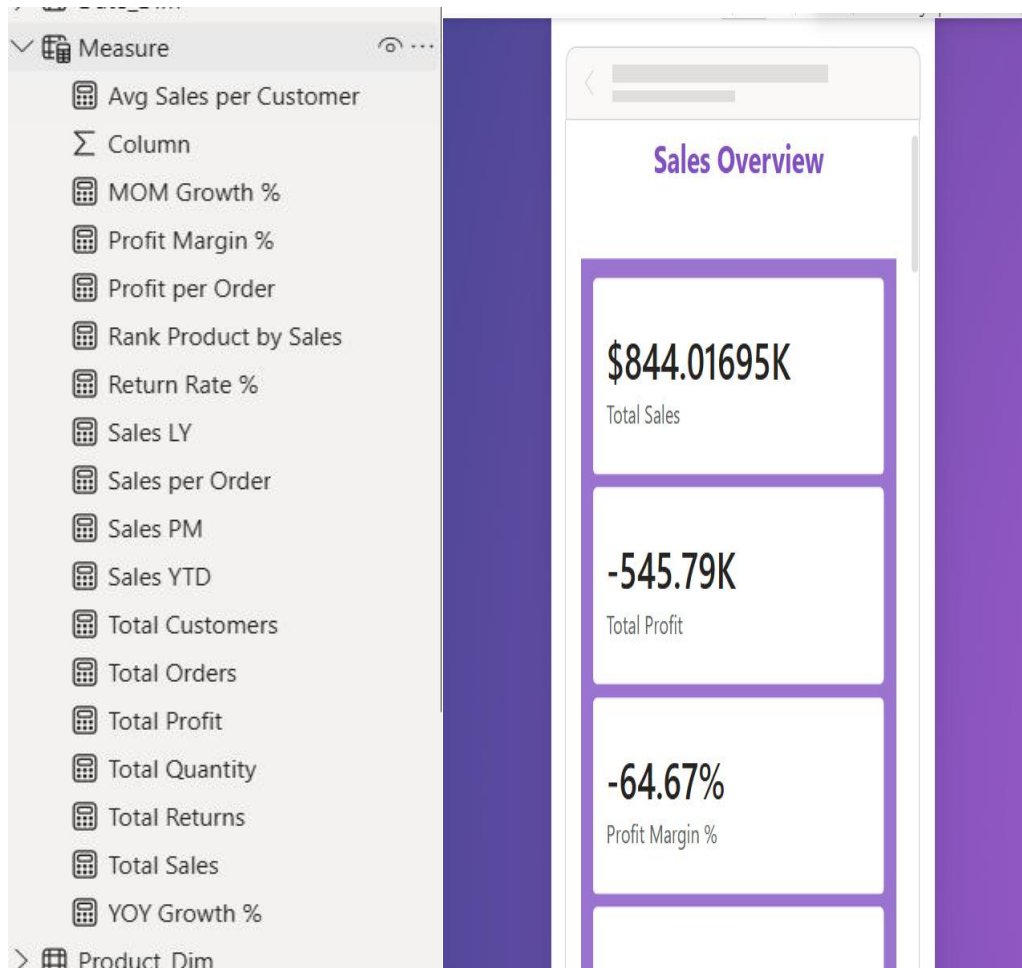 Measure
Avg Sales per Customer
Column
MOM Growth %
Profit Margin %
Profit per Order
Rank Product by Sales
Return Rate %
Sales LY
Sales per Order
Sales PM
Sales YTD
Total Customers
Total Orders
Total Profit
Total Quantity
Total Returns
Total Sales
YOY Growth %
Product_Dim
Sales Overview
$844.01695K
Total Sales
-545.79K
Total Profit
-64.67%
Profit Margin %